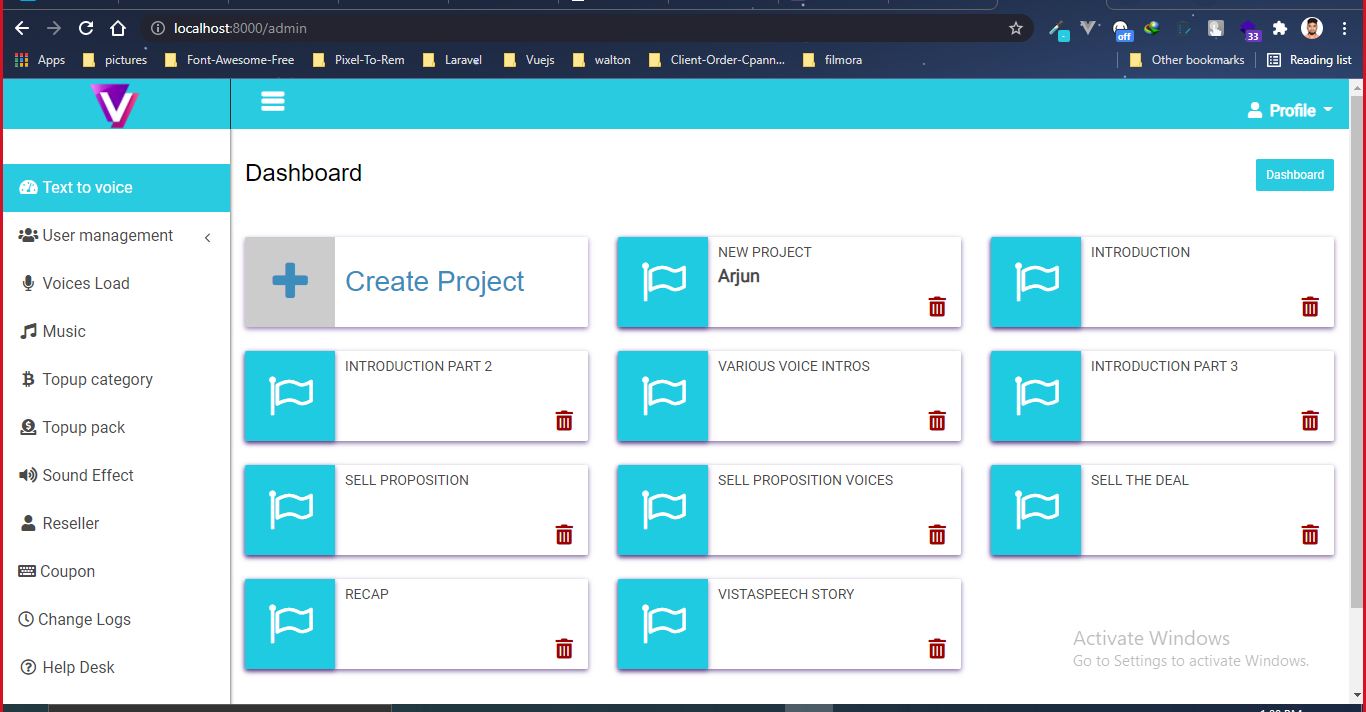 localhost:8000/admin
off
33
Apps
pictures
Font-Awesome-Free
Pixel-To-Rem
Laravel
Vuejs
walton
Client-Order-Cpann...
filmora
Other bookmarks
Reading list
V
Profile
Text to voice
User management
Voices Load
Music
Topup category
Topup pack
Sound Effect
Reseller
Coupon
Change Logs
Help Desk
Dashboard
Dashboard
Create Project
NEW PROJECT
Arjun
INTRODUCTION
INTRODUCTION PART 2
VARIOUS VOICE INTROS
INTRODUCTION PART 3
SELL PROPOSITION
SELL PROPOSITION VOICES
SELL THE DEAL
RECAP
VISTASPEECH STORY
Activate Windows
Go to Settings to activate Windows.